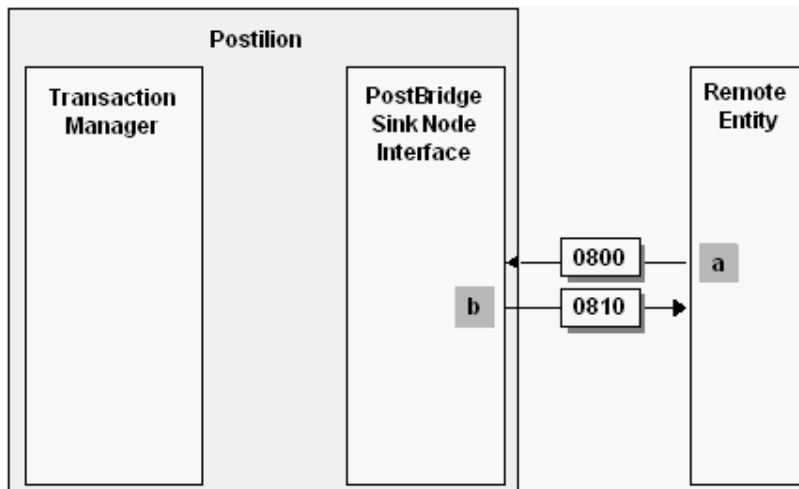 Postilion
Transaction
Manager
PostBridge
Sink Node
Interface
Remote
Entity
0800
a
b
0810